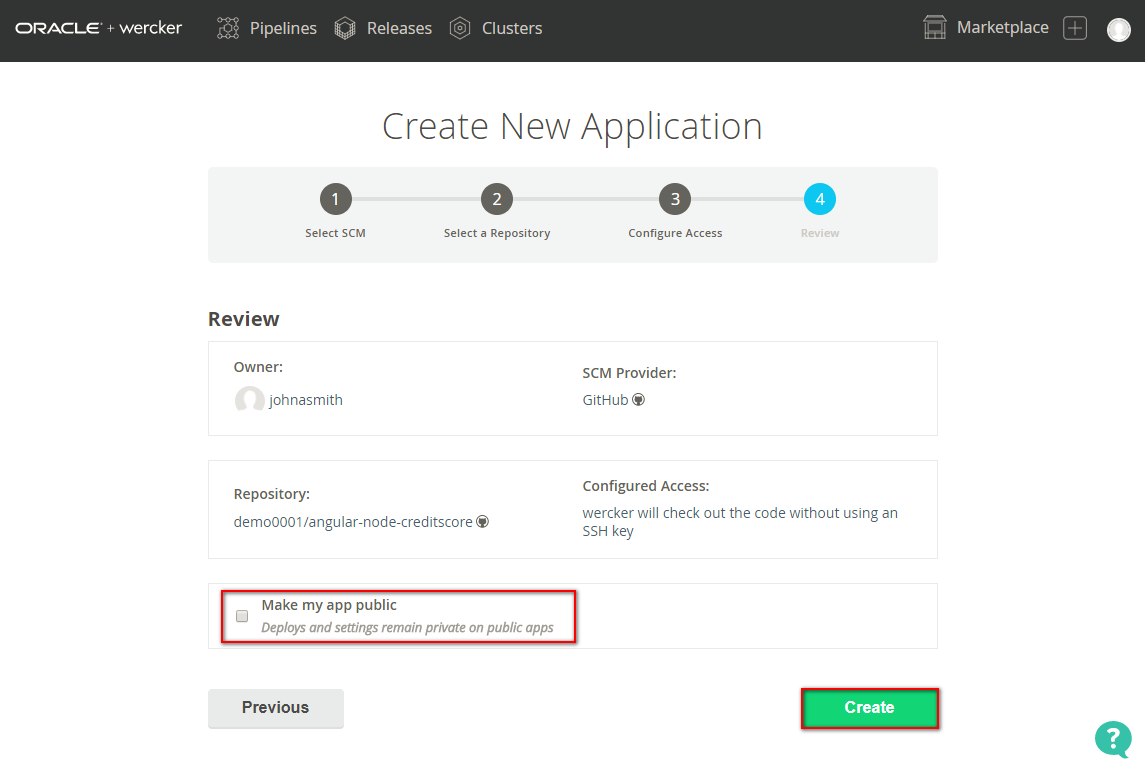 ORACLE + wercker Pipelines Releases Clusters Marketplace
Create New Application
1 2 3 4
Select SCM Select a Repository Configure Access Review
Review
Owner:
johnasmith
SCM Provider:
GitHub
Repository:
demo0001/angular-node-creditscore
Configured Access:
wercker will check out the code without using an
SSH key
Make my app public
Deploys and settings remain private on public apps
Previous Create
?